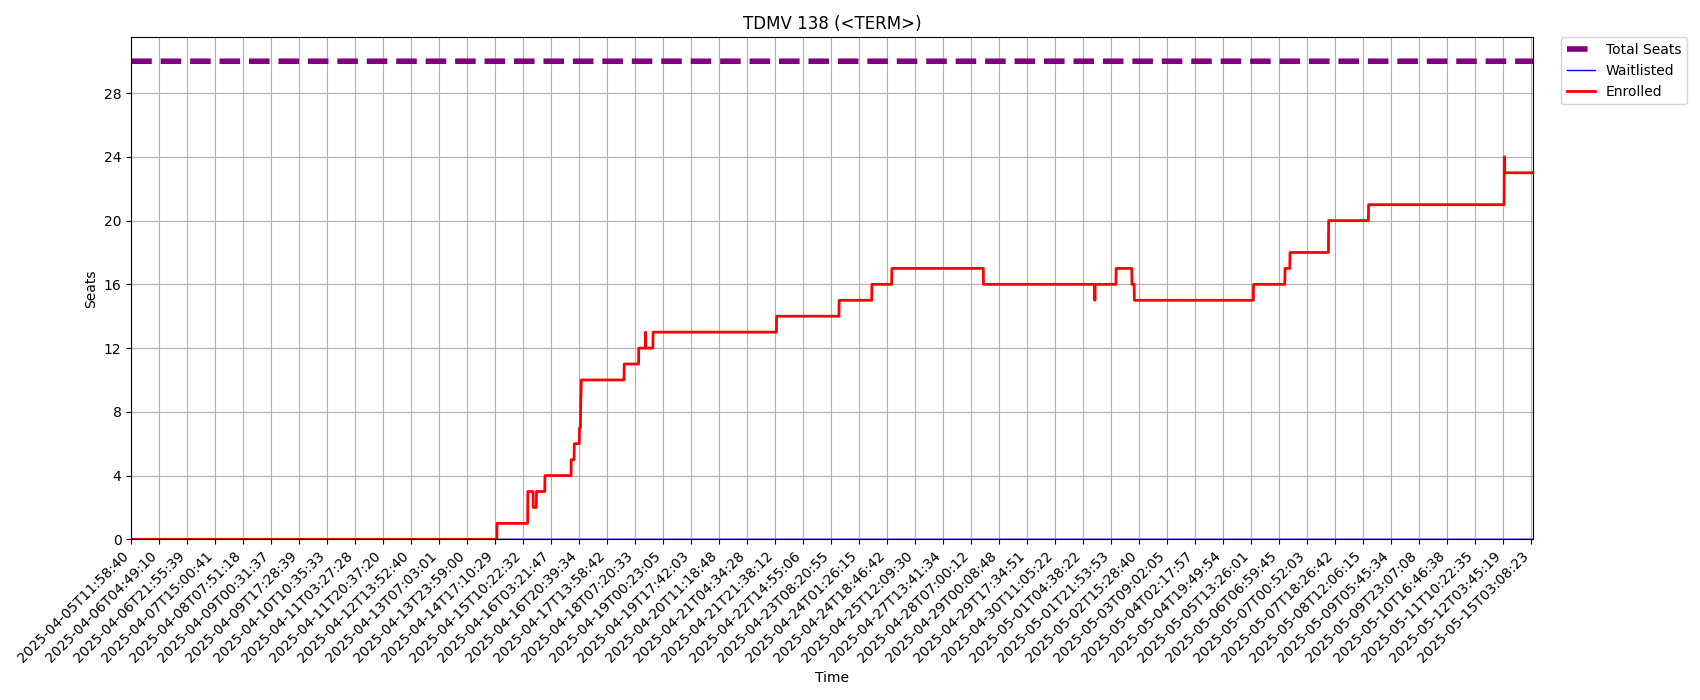 TDMV 138 (<TERM>)
Total Seats
Waitlisted
Enrolled
Seats
28
24
20
16
12
8
4
0
2025-04-05T11:58:40
2025-04-06T04:49:10
2025-04-06T21:55:39
2025-04-07T15:00:41
2025-04-08T07:51:18
2025-04-09T00:31:37
2025-04-09T17:28:39
2025-04-10T10:35:33
2025-04-11T03:27:28
2025-04-11T20:37:20
2025-04-12T13:52:40
2025-04-13T07:03:01
2025-04-13T23:59:00
2025-04-14T17:10:29
2025-04-15T10:22:32
2025-04-16T03:21:47
2025-04-16T20:39:34
2025-04-17T13:58:42
2025-04-18T07:20:33
2025-04-19T00:23:05
2025-04-19T17:42:03
2025-04-20T11:18:48
2025-04-21T04:34:28
2025-04-21T21:38:12
2025-04-22T14:55:06
2025-04-23T08:20:55
2025-04-24T01:26:15
2025-04-24T18:46:42
2025-04-25T12:09:30
2025-04-27T13:41:34
2025-04-28T07:00:12
2025-04-29T00:08:48
2025-04-29T17:34:51
2025-04-30T11:05:22
2025-05-01T04:38:22
2025-05-01T21:53:53
2025-05-02T15:28:40
2025-05-03T09:02:05
2025-05-04T02:17:57
2025-05-04T19:49:54
2025-05-05T13:26:01
2025-05-06T06:59:45
2025-05-07T00:52:03
2025-05-07T18:26:42
2025-05-08T12:06:15
2025-05-09T05:45:34
2025-05-09T23:07:08
2025-05-10T16:46:38
2025-05-11T10:22:35
2025-05-12T03:45:19
2025-05-15T03:08:23
Time